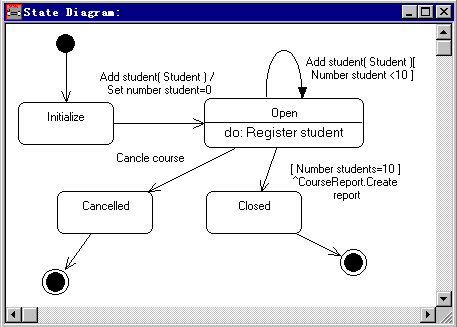 State Diagram:
Add student( Student ) /
Set number student=0
Add student( Student )[
Number student <10 ]
Initialize
Open
do: Register student
Cancle course
[ Number students=10 ]
^CourseReport.Create
report
Cancelled
Closed